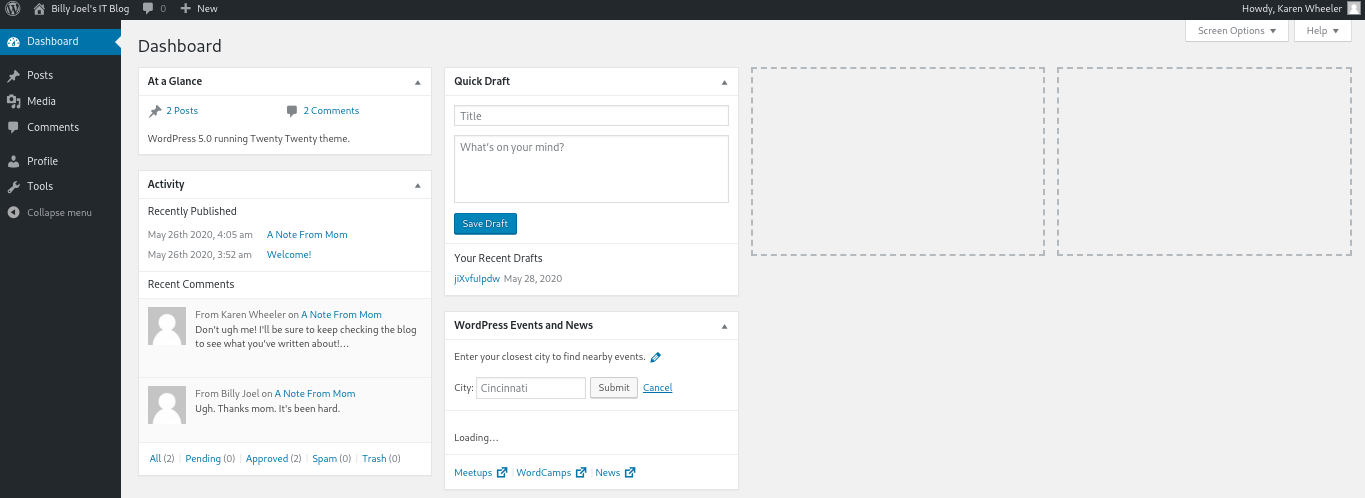 Billy Joel's IT Blog 0 New Howdy, Karen Wheeler
Dashboard
Posts
Media
Comments
Profile
Tools
Collapse menu
Screen Options Help
Dashboard
At a Glance
2 Posts 2 Comments
WordPress 5.0 running Twenty Twenty theme.
Activity
Recently Published
May 26th 2020, 4:05 am A Note From Mom
May 26th 2020, 3:52 am Welcome!
Recent Comments
From Karen Wheeler on A Note From Mom
Don't ugh me! I'll be sure to keep checking the blog
to see what you've written about!…
From Billy Joel on A Note From Mom
Ugh. Thanks mom. It's been hard.
All (2) | Pending (0) | Approved (2) | Spam (0) | Trash (0)
Quick Draft
Title
What's on your mind?
Save Draft
Your Recent Drafts
jiXvfuIpdw May 28, 2020
WordPress Events and News
Enter your closest city to find nearby events.
City: Cincinnati Submit Cancel
Loading…
Meetups | WordCamps | News